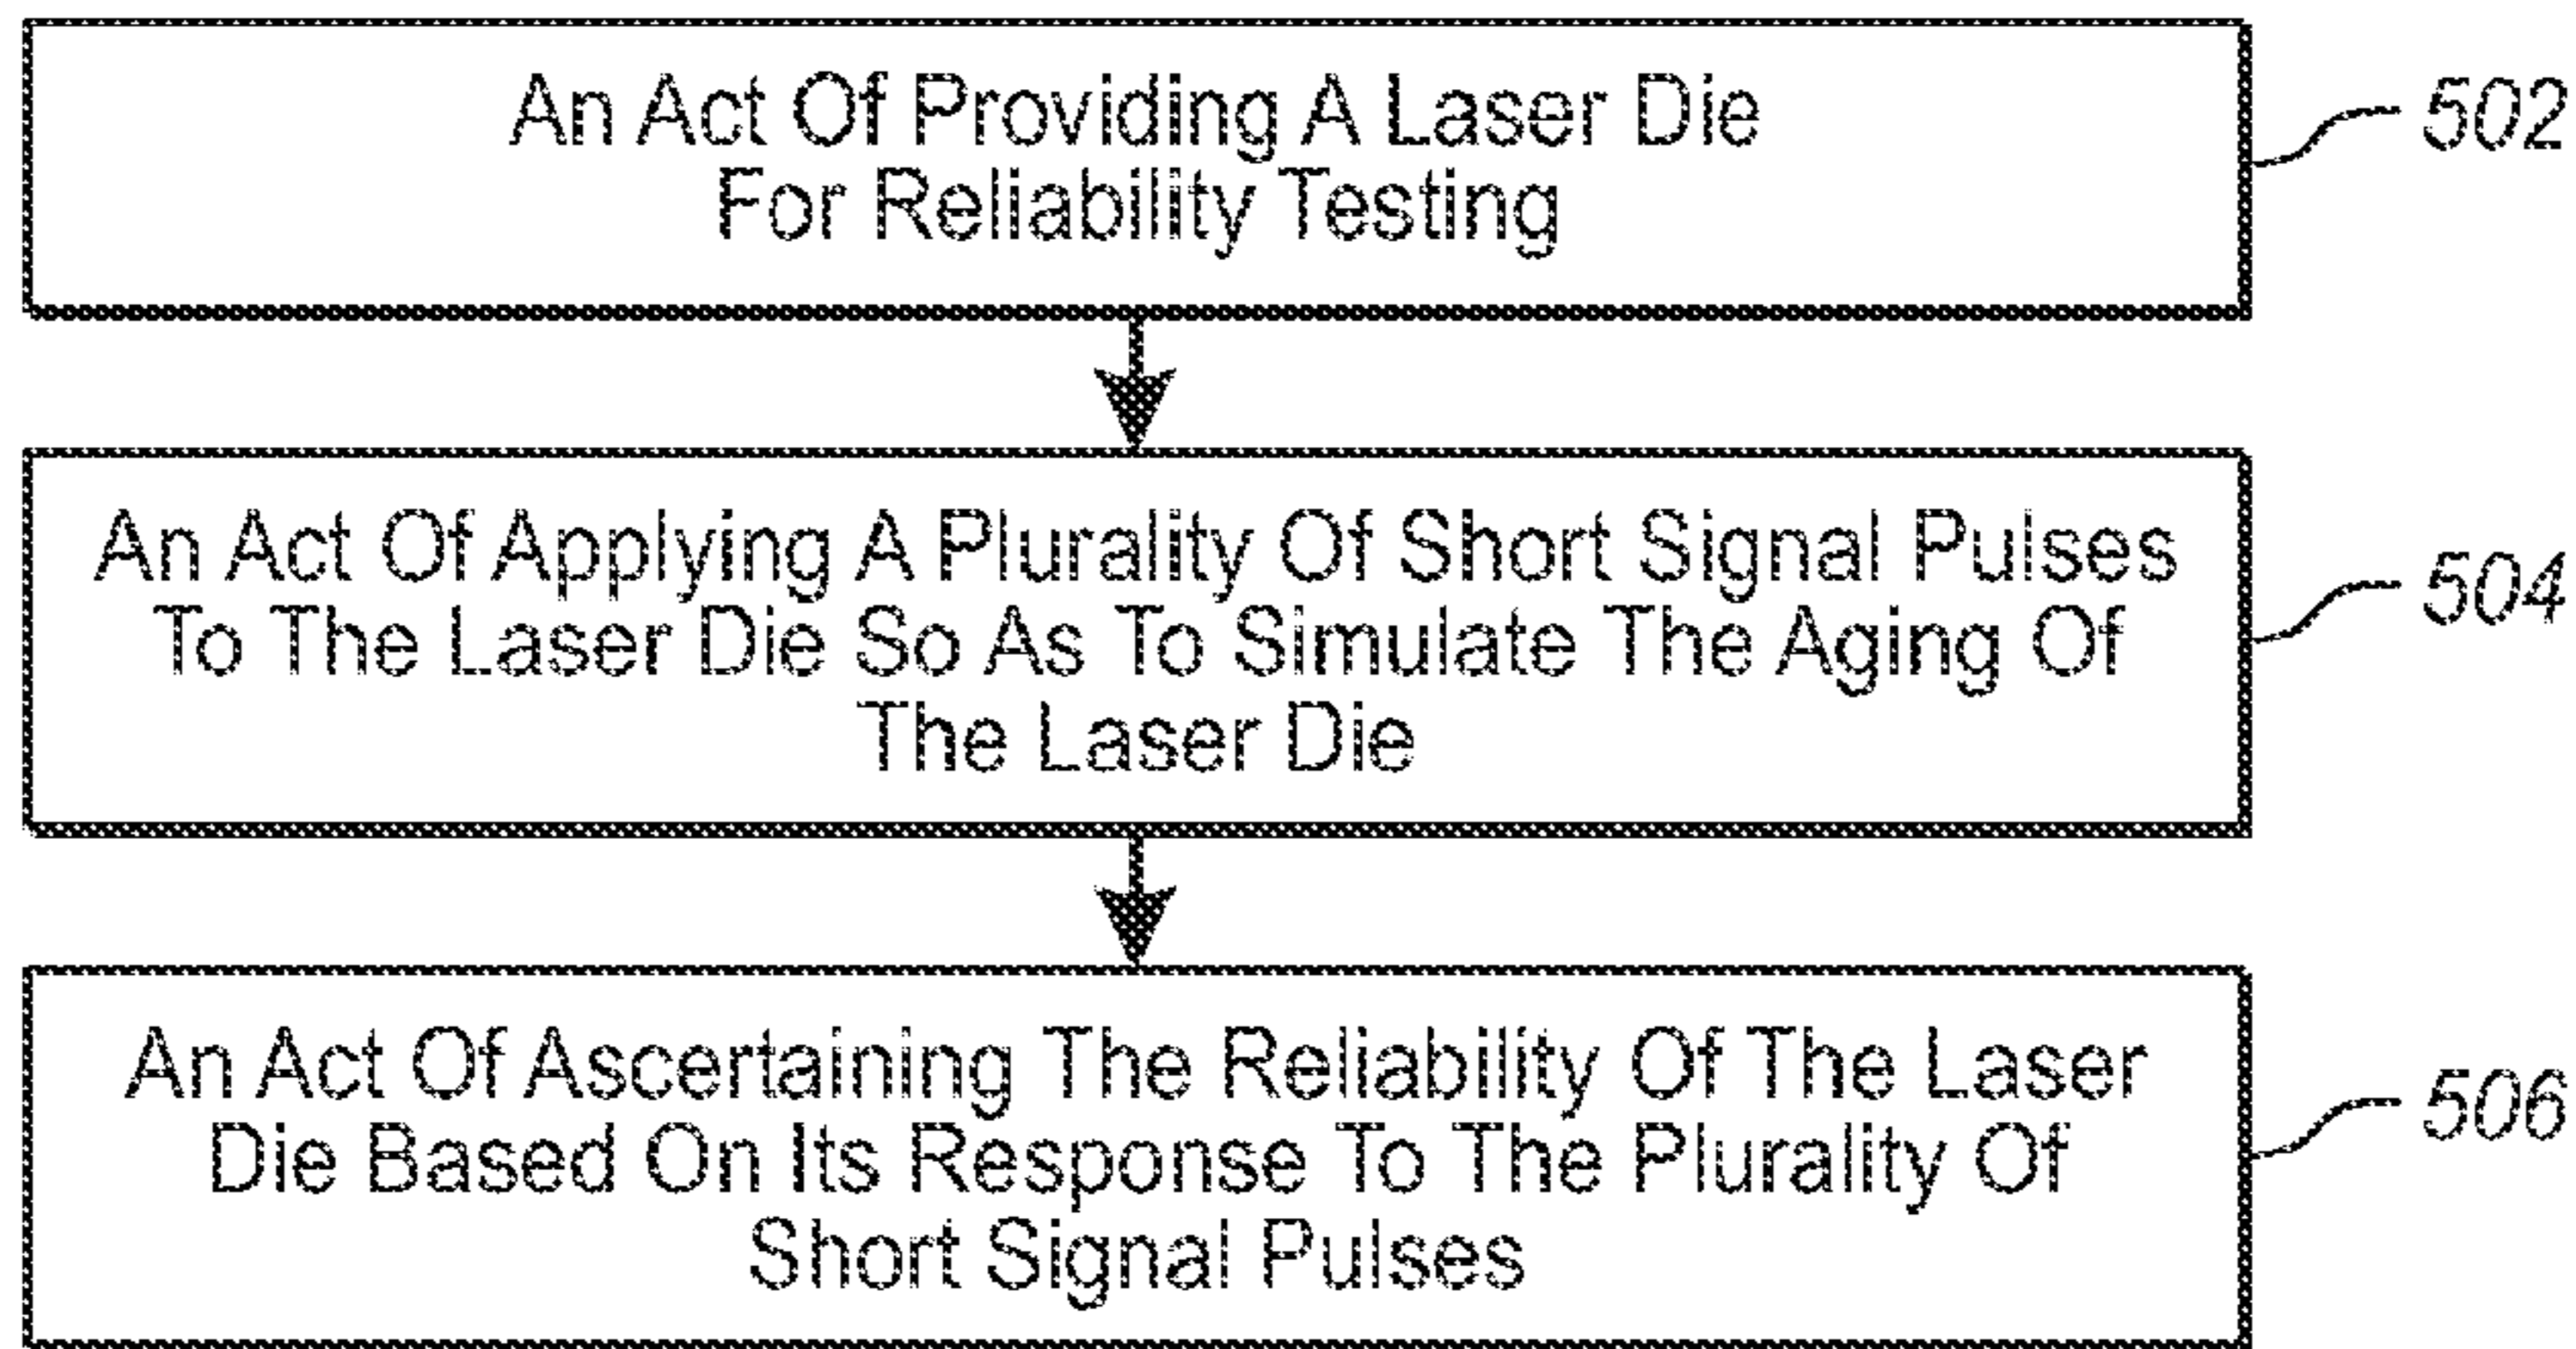 An Act Of Providing A Laser Die
For Reliability Testing
502
An Act Of Applying A Plurality Of Short Signal Pulses
To The Laser Die So As To Simulate The Aging Of
The Laser Die
504
An Act Of Ascertaining The Reliability Of The Laser
Die Based On Its Response To The Plurality Of
Short Signal Pulses
506